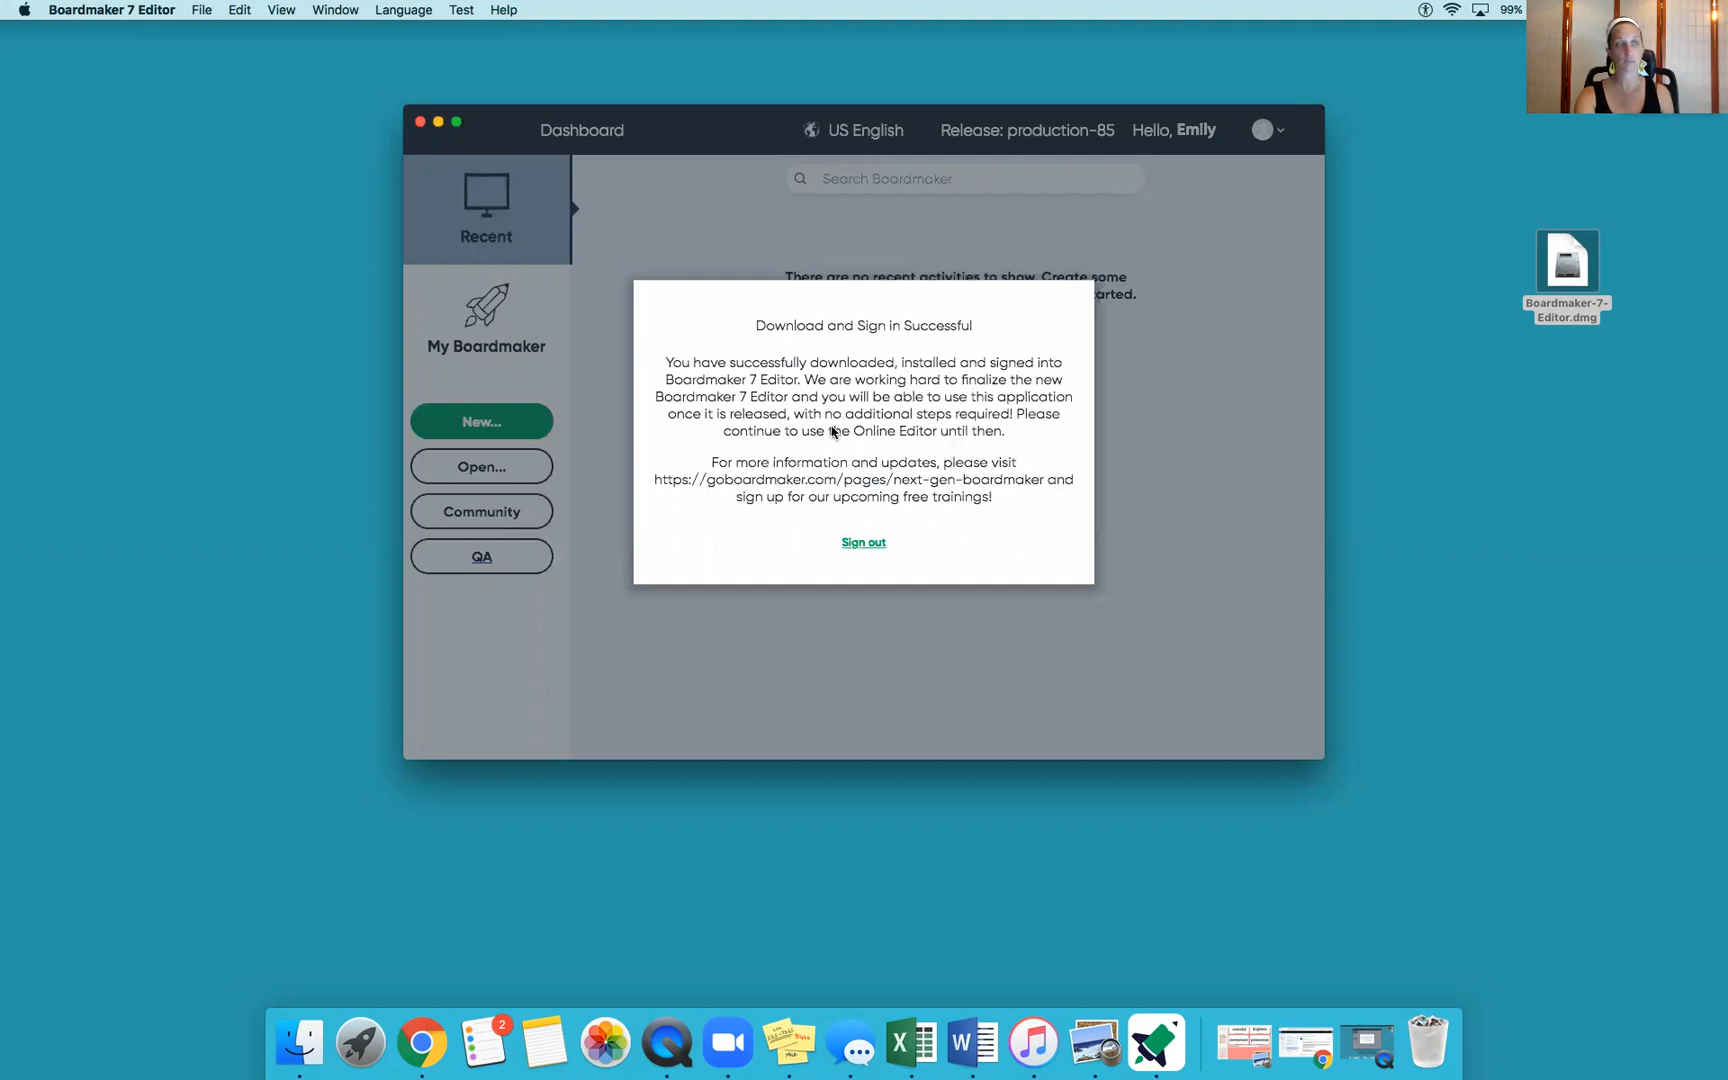 Boardmaker 7 Editor File Edit View Window Language Test Help 99%
Dashboard US English Release: production-85 Hello, Emily
Search Boardmaker
Recent
There are no recent activities to show. Create some
arted.
My Boardmaker
New...
Open...
Community
QA
Download and Sign in Successful
You have successfully downloaded, installed and signed into
Boardmaker 7 Editor. We are working hard to finalize the new
Boardmaker 7 Editor and you will be able to use this application
once it is released, with no additional steps required! Please
continue to use the Online Editor until then.
For more information and updates, please visit
https://goboardmaker.com/pages/next-gen-boardmaker and
sign up for our upcoming free trainings!
Sign out
Boardmaker-7-
Editor.dmg
2